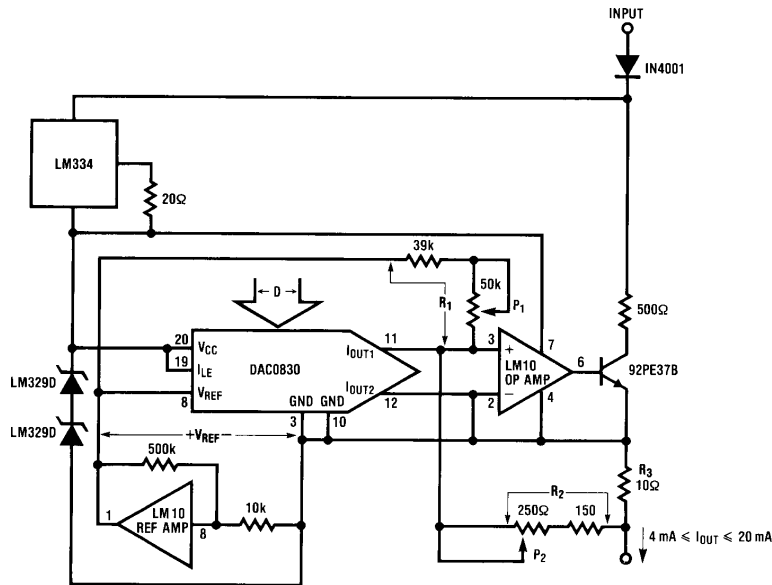 INPUT
IN4001
LM334
20Ω
39k
50k
P1
R1
D
500Ω
20
VCC
19
ILE
8
VREF
DAC0830
IOUT1
11
IOUT2
12
GND GND
3
10
3
+
LM10
OP AMP
2
−
7
4
6
92PE37B
LM329D
LM329D
+VREF−
500k
1
LM10
REF AMP
8
10k
R2
250Ω
150
P2
R3
10Ω
4 mA ≤ IOUT ≤ 20 mA